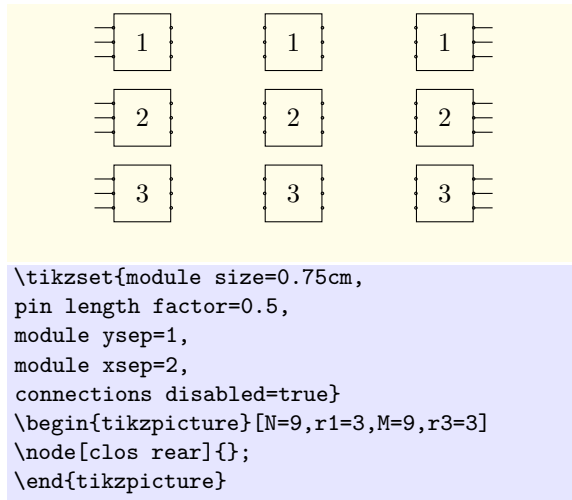 1 1 1
2 2 2
3 3 3
\tikzset{module size=0.75cm,
pin length factor=0.5,
module ysep=1,
module xsep=2,
connections disabled=true}
\begin{tikzpicture}[N=9,r1=3,M=9,r3=3]
\node[clos rear]{};
\end{tikzpicture}